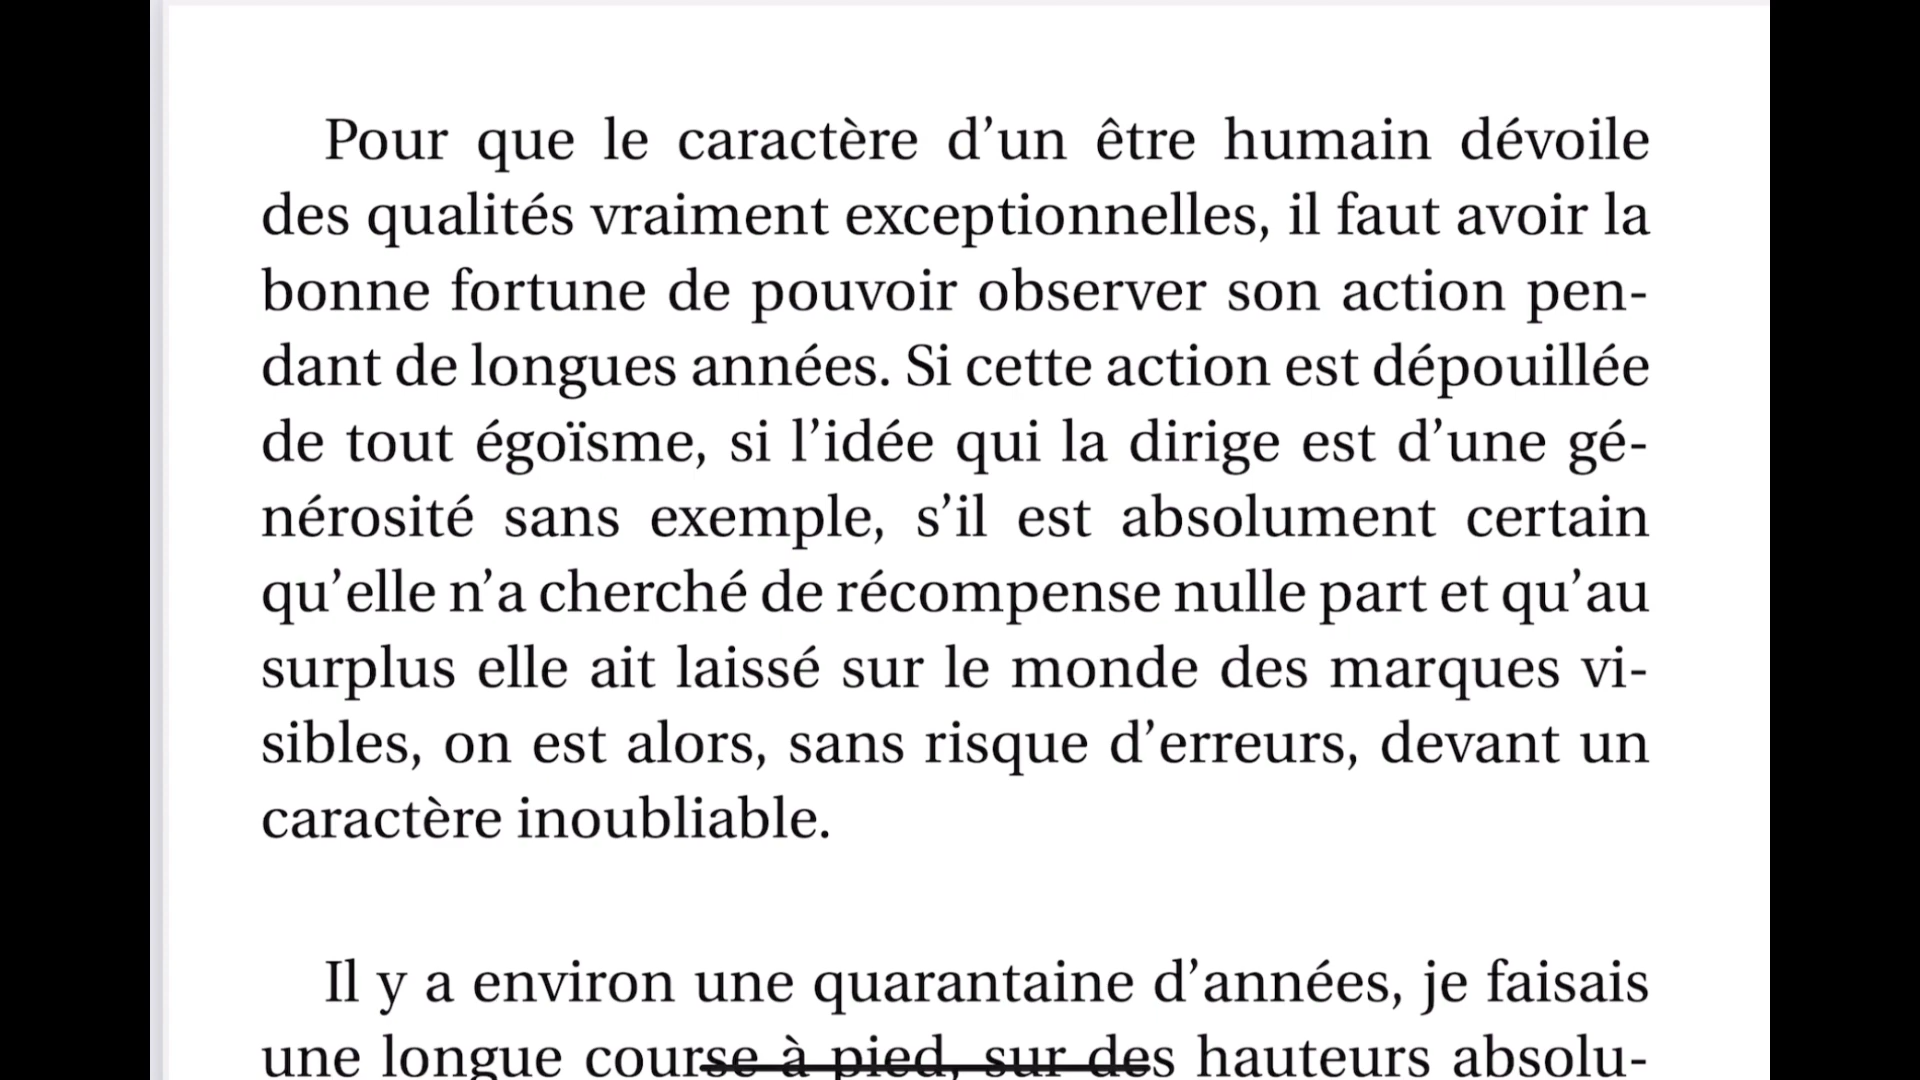 Pour que le caractère d’un être humain dévoile
des qualités vraiment exceptionnelles, il faut avoir la
bonne fortune de pouvoir observer son action pen-
dant de longues années. Si cette action est dépouillée
de tout égoïsme, si l’idée qui la dirige est d’une gé-
nérosité sans exemple, s’il est absolument certain
qu’elle n’a cherché de récompense nulle part et qu’au
surplus elle ait laissé sur le monde des marques vi-
sibles, on est alors, sans risque d’erreurs, devant un
caractère inoubliable.
Il y a environ une quarantaine d’années, je faisais
une longue course à pied, sur des hauteurs absolu-